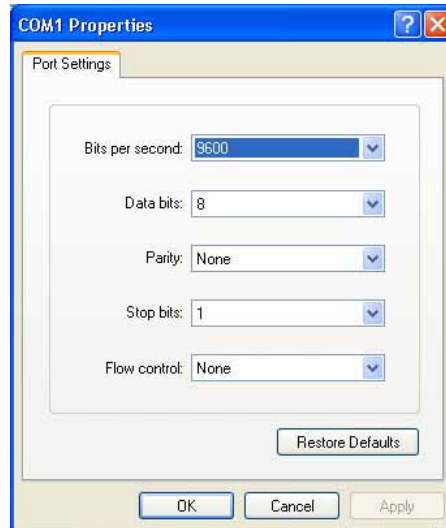 COM1 Properties
Port Settings
Bits per second: 9600
Data bits: 8
Parity: None
Stop bits: 1
Flow control: None
Restore Defaults
OK Cancel Apply